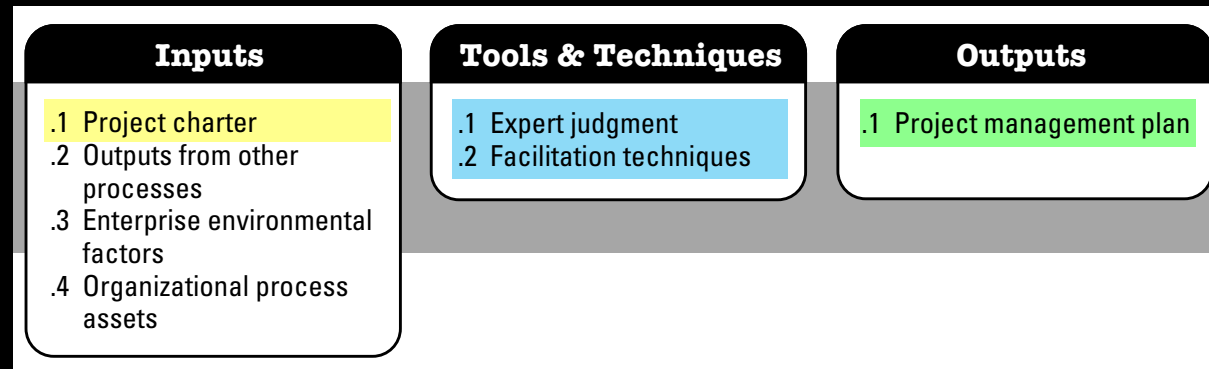 Inputs
.1 Project charter
.2 Outputs from other
processes
.3 Enterprise environmental
factors
.4 Organizational process
assets
Tools & Techniques
.1 Expert judgment
.2 Facilitation techniques
Outputs
.1 Project management plan